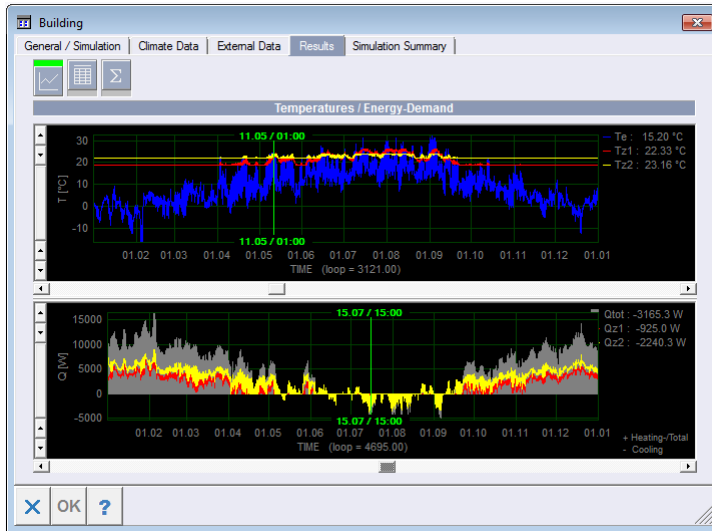 Building
General / Simulation Climate Data External Data Results Simulation Summary
Σ
Temperatures / Energy-Demand
11.05 / 01:00
T [°C]
30
20
10
0
-10
Te : 15.20 °C
Tz1 : 22.33 °C
Tz2 : 23.16 °C
11.05 / 01:00
01.02 01.03 01.04 01.05 01.06 01.07 01.08 01.09 01.10 01.11 01.12 01.01
TIME (loop = 3121.00)
15.07 / 15:00
Q [W]
15000
10000
5000
0
-5000
Qtot : -3165.3 W
Qz1 : -925.0 W
Qz2 : -2240.3 W
15.07 / 15:00
01.02 01.03 01.04 01.05 01.06 01.07 01.08 01.09 01.10 01.11 01.12 01.01
TIME (loop = 4695.00)
+ Heating-/Total
- Cooling
OK ?